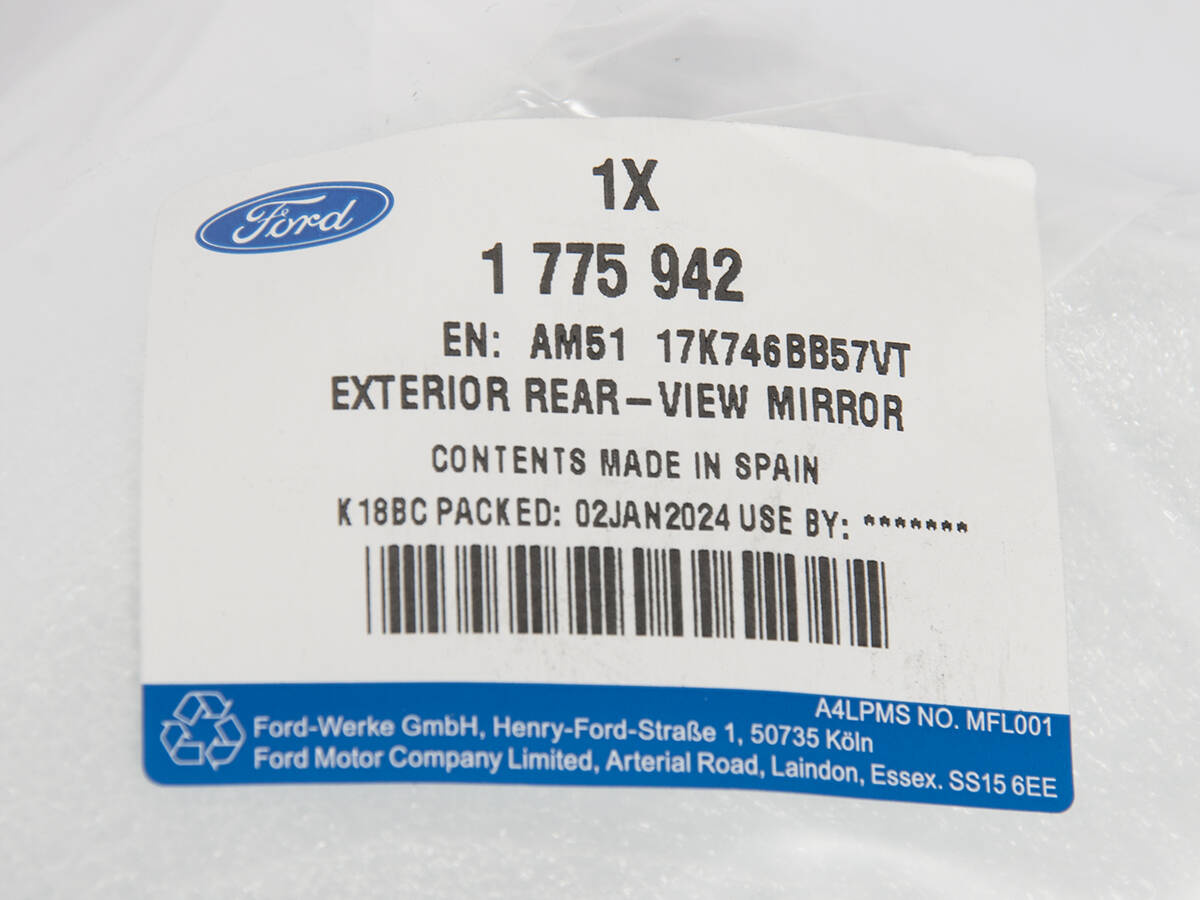 Ford
1X
1 775 942
EN: AM51 17K746BB57VT
EXTERIOR REAR-VIEW MIRROR
CONTENTS MADE IN SPAIN
K18BC PACKED: 02JAN2024 USE BY: *******
A4LPMS NO. MFL001
Ford-Werke GmbH, Henry-Ford-Straße 1, 50735 Köln
Ford Motor Company Limited, Arterial Road, Laindon, Essex. SS15 6EE